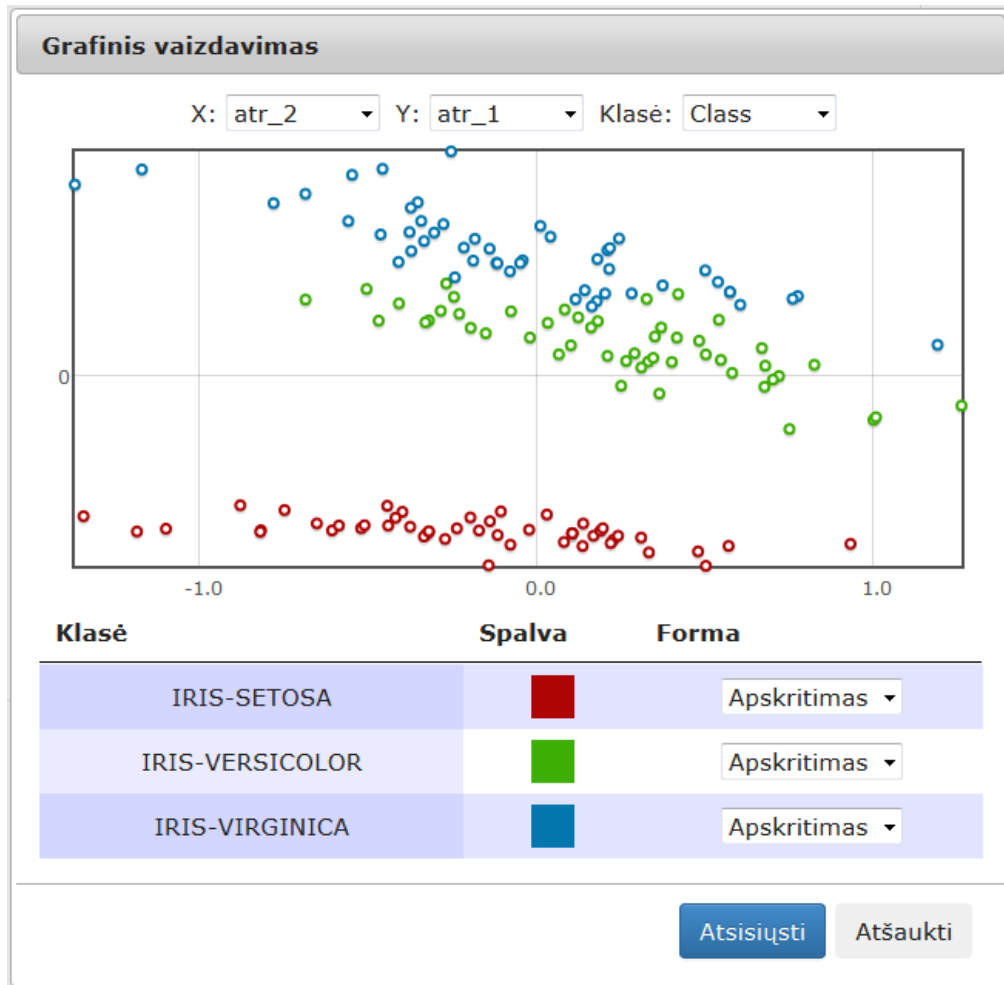 Grafinis vaizdavimas
X: atr_2 Y: atr_1 Klasė: Class
0
-1.0 0.0 1.0
Klasė Spalva Forma
IRIS-SETOSA Apskritimas
IRIS-VERSICOLOR Apskritimas
IRIS-VIRGINICA Apskritimas
Atsisiųsti Atšaukti